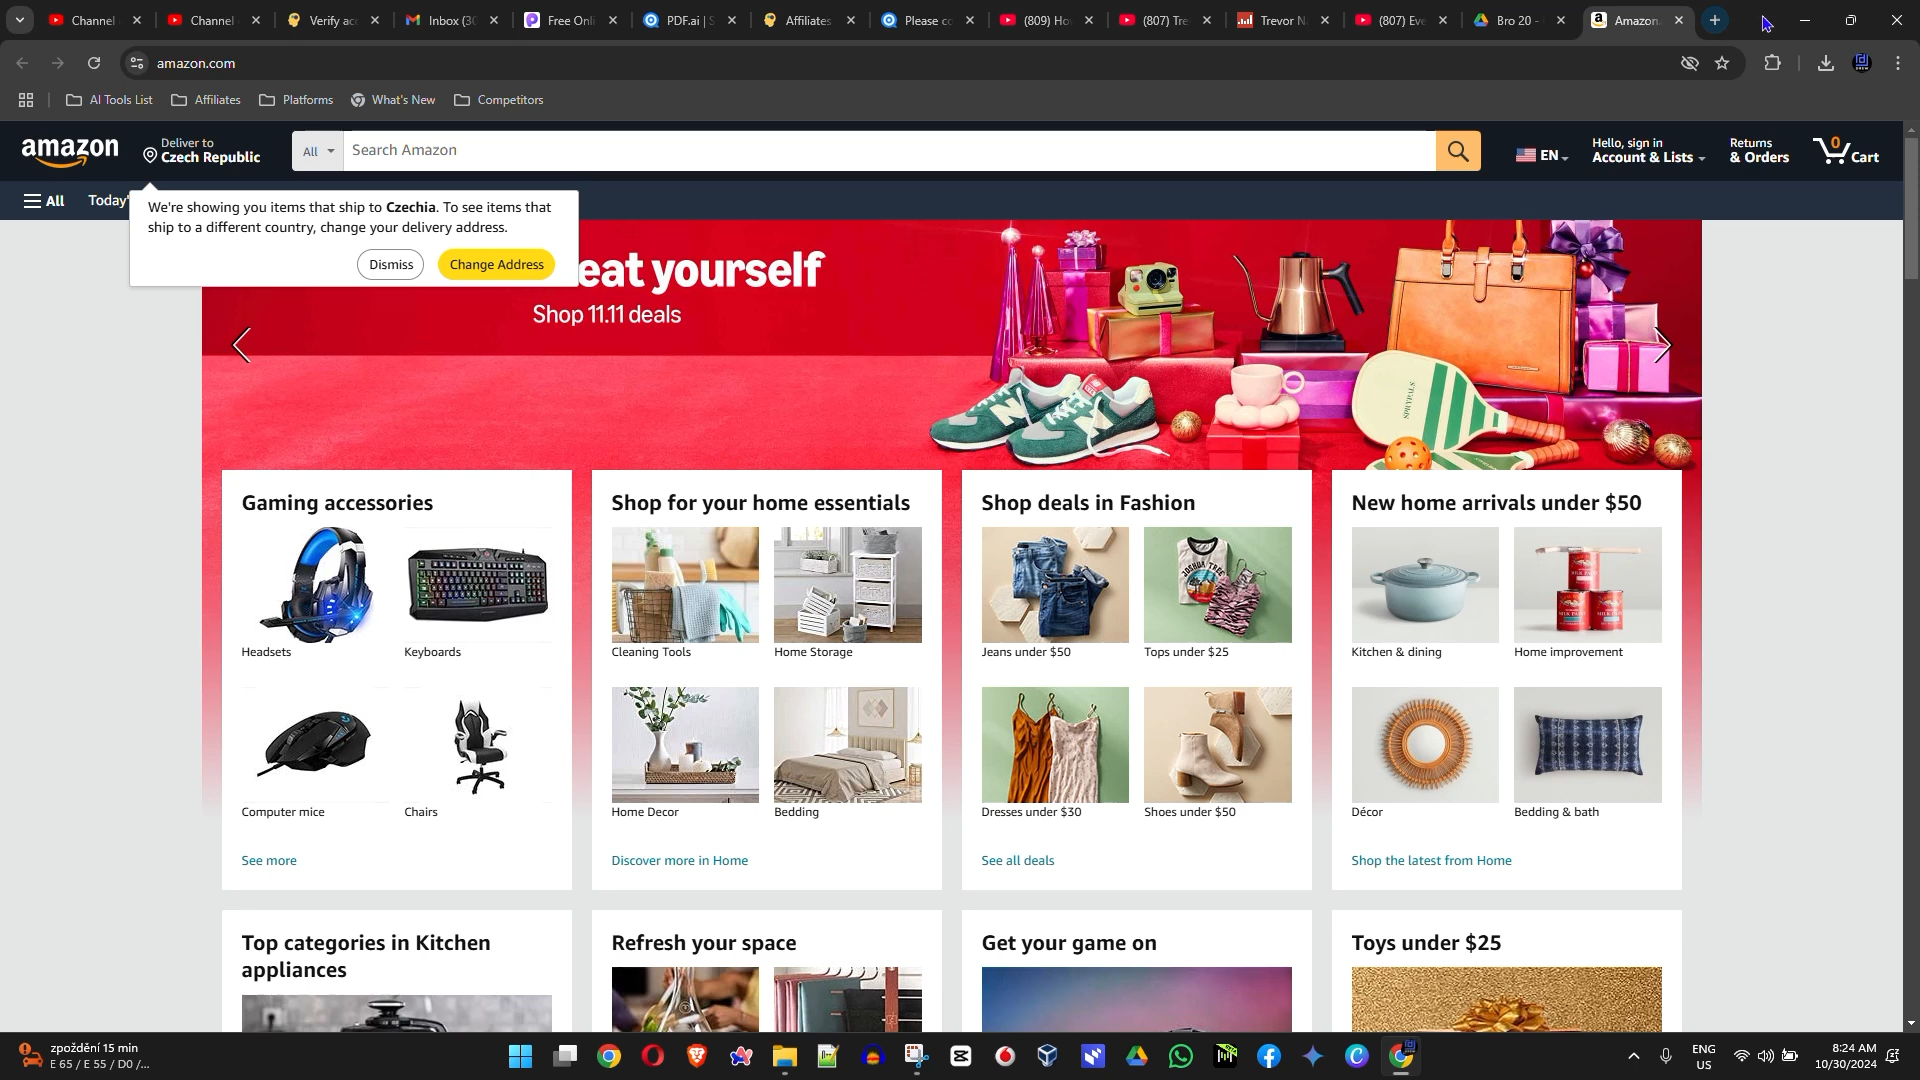 Channel
Channel
Verify acc
Inbox (30
Free Onli
PDF.ai | S
Affiliates
Please co
(809) Ho
(807) Tre
Trevor N
(807) Eve
Bro 20 -
Amazon.
amazon.com
AI Tools List
Affiliates
Platforms
What's New
Competitors
amazon
Deliver to
Czech Republic
All
Search Amazon
EN
Hello, sign in
Account & Lists
Returns
& Orders
0
Cart
All
Today'
We're showing you items that ship to Czechia. To see items that
ship to a different country, change your delivery address.
Dismiss
Change Address
eat yourself
Shop 11.11 deals
Gaming accessories
Headsets
Keyboards
Computer mice
Chairs
See more
Shop for your home essentials
Cleaning Tools
Home Storage
Home Decor
Bedding
Discover more in Home
Shop deals in Fashion
JOSHUA TREE
Jeans under $50
Tops under $25
Dresses under $30
Shoes under $50
See all deals
New home arrivals under $50
Kitchen & dining
Home improvement
Décor
Bedding & bath
Shop the latest from Home
Top categories in Kitchen
appliances
Refresh your space
Get your game on
Toys under $25
zpoždění 15 min
E 65 / E 55 / D0 /...
ENG
US
8:24 AM
10/30/2024